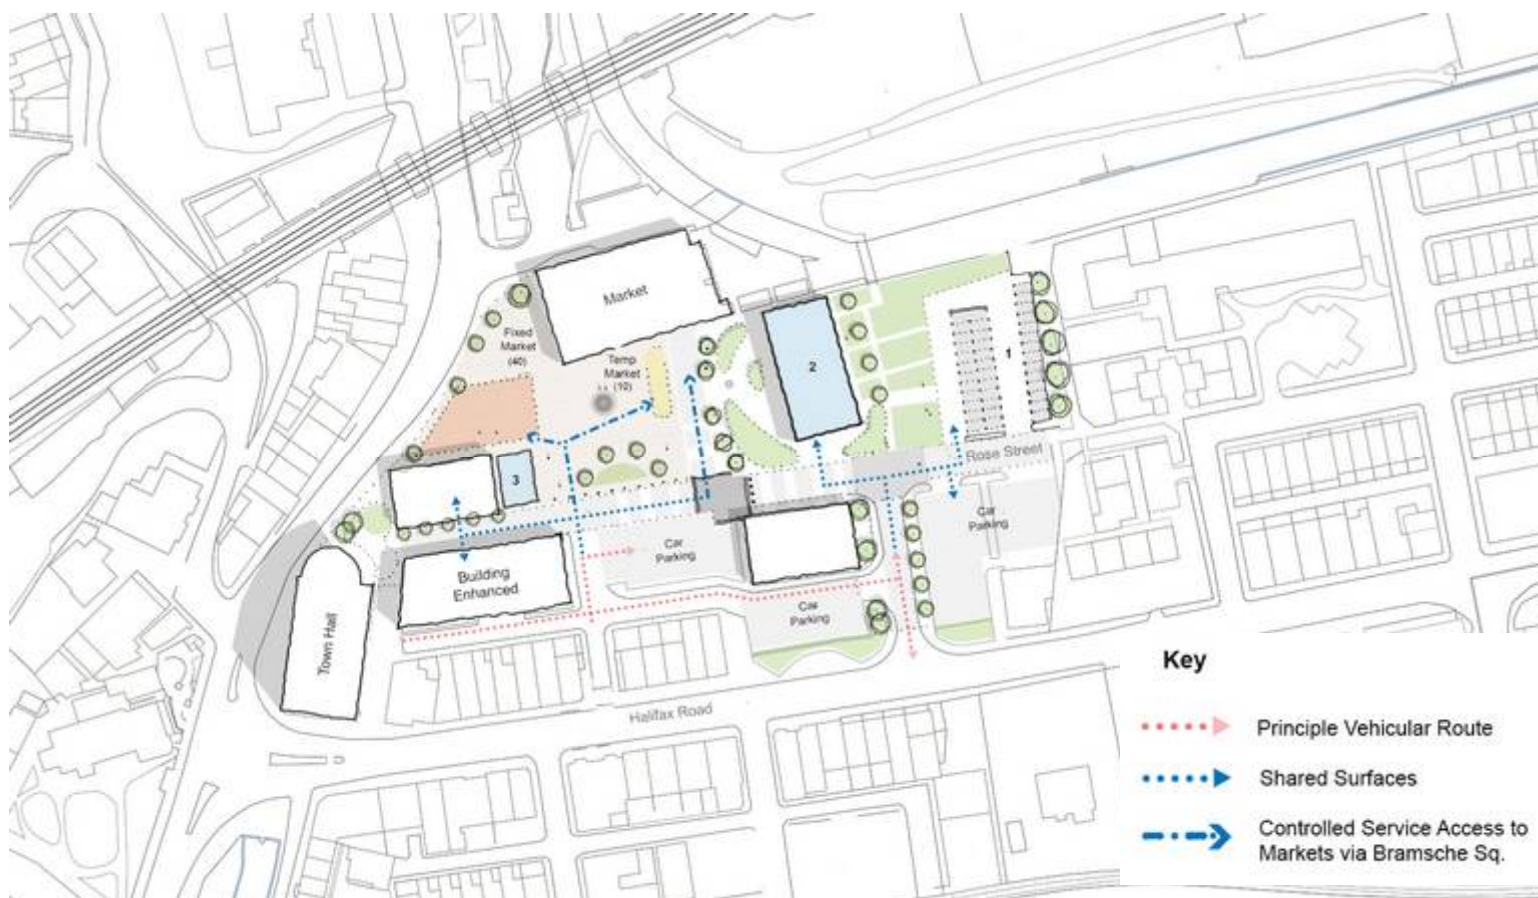 Market
Fixed
Market
(40)
Temp
Market
(10)
2
1
Rose Street
3
Car
Parking
Car
Parking
Building
Enhanced
Car
Parking
Town Hall
Halifax Road
Key
Principle Vehicular Route
Shared Surfaces
Controlled Service Access to
Markets via Bramsche Sq.